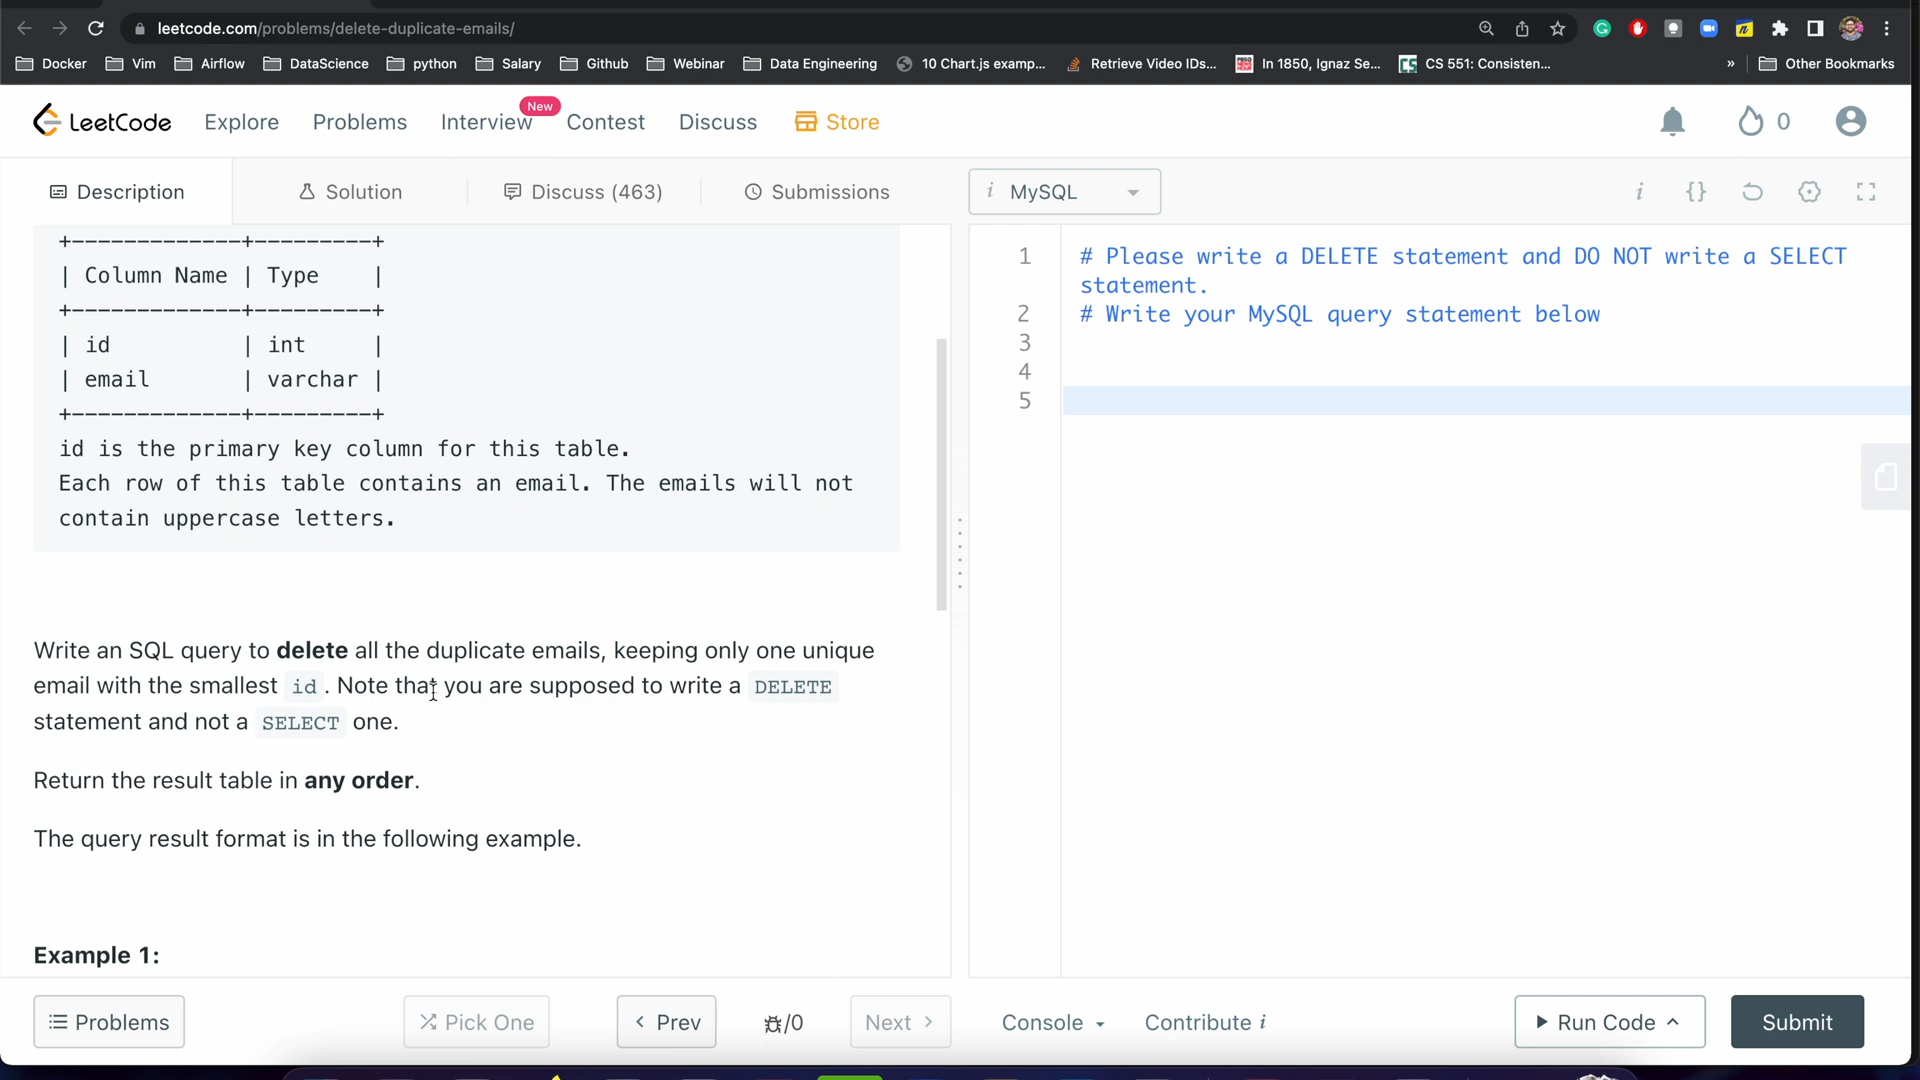 leetcode.com/problems/delete-duplicate-emails/
Docker Vim Airflow DataScience python Salary Github Webinar Data Engineering 10 Chart.js examp... Retrieve Video IDs... In 1850, Ignaz Se... CS 551: Consisten... » Other Bookmarks
LeetCode Explore Problems Interview New Contest Discuss Store 0
Description Solution Discuss (463) Submissions
+-------------+---------+
| Column Name | Type    |
+-------------+---------+
| id          | int     |
| email       | varchar |
+-------------+---------+
id is the primary key column for this table.
Each row of this table contains an email. The emails will not
contain uppercase letters.
Write an SQL query to delete all the duplicate emails, keeping only one unique
email with the smallest id. Note that you are supposed to write a DELETE
statement and not a SELECT one.
Return the result table in any order.
The query result format is in the following example.
Example 1:
i MySQL i {}
1 # Please write a DELETE statement and DO NOT write a SELECT
statement.
2 # Write your MySQL query statement below
3
4
5
Problems Pick One < Prev /0 Next > Console Contribute i Run Code Submit